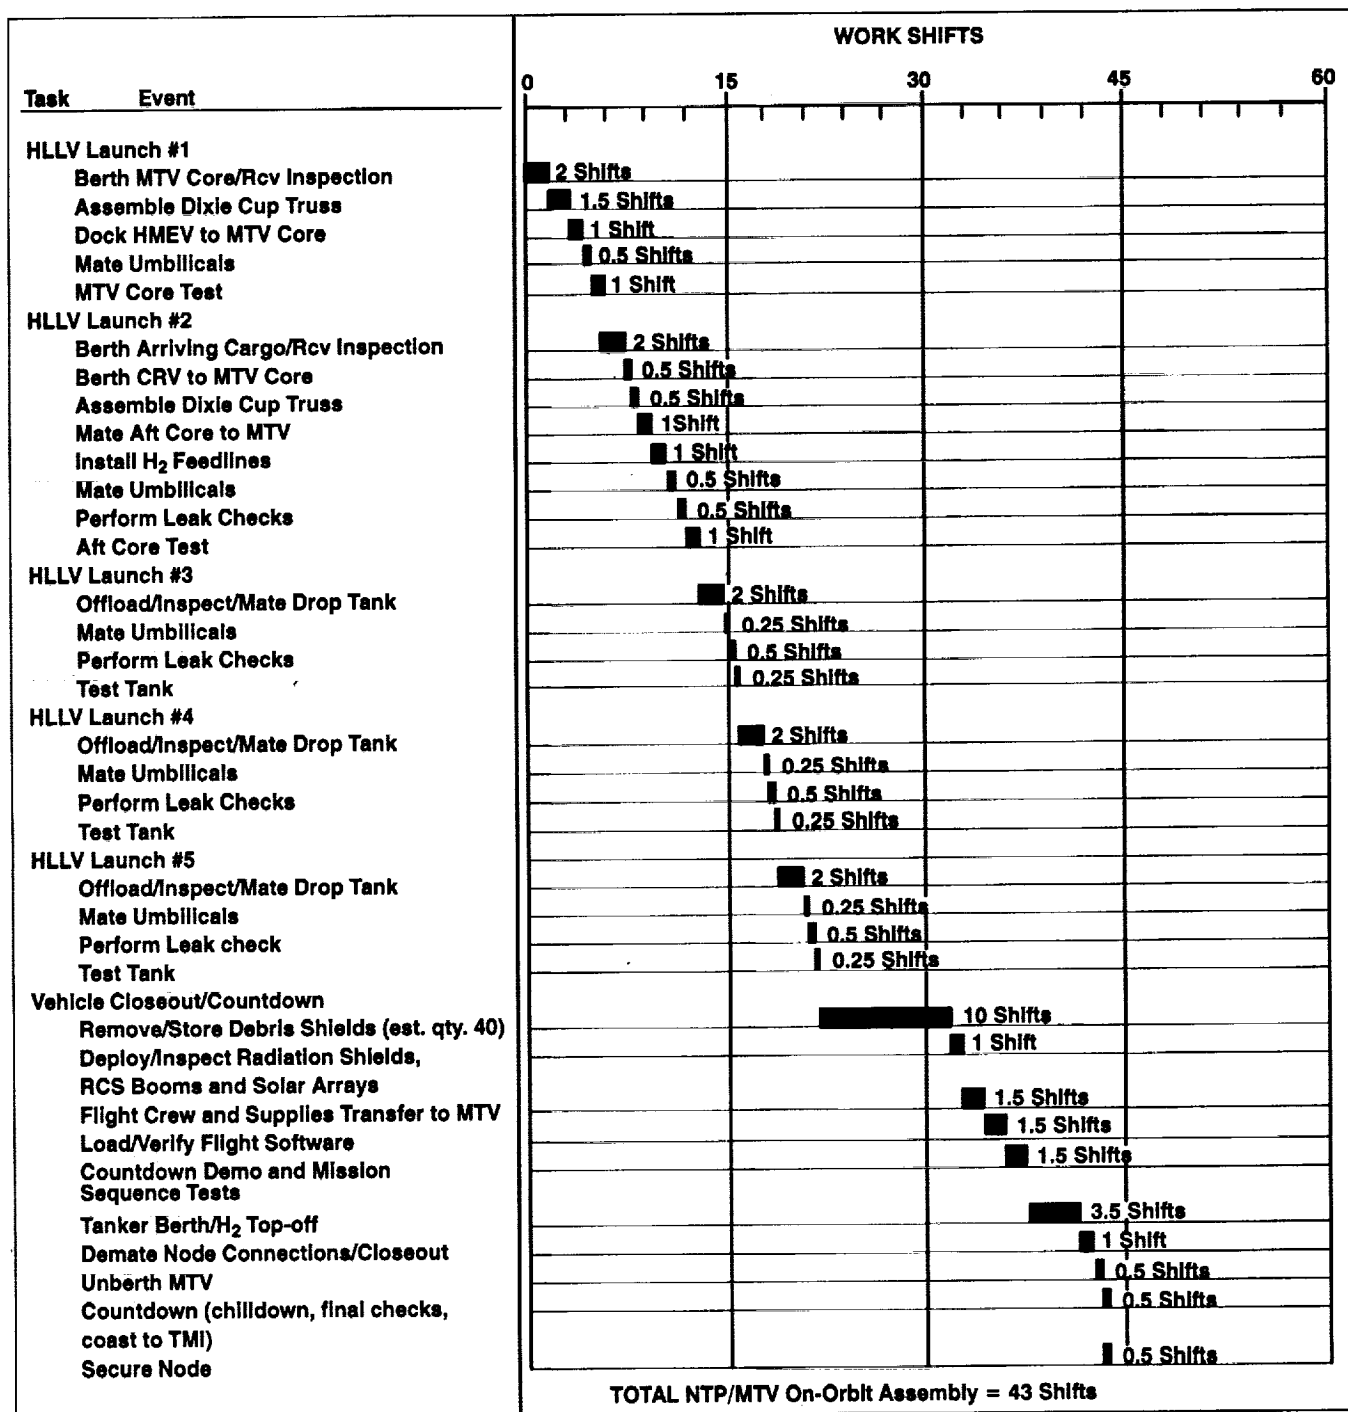 WORK SHIFTS
0 15 30 45 60
Task Event
HLLV Launch #1
Berth MTV Core/Rcv Inspection 2 Shifts
Assemble Dixie Cup Truss 1.5 Shifts
Dock HMEV to MTV Core 1 Shift
Mate Umbilicals 0.5 Shifts
MTV Core Test 1 Shift
HLLV Launch #2
Berth Arriving Cargo/Rcv Inspection 2 Shifts
Berth CRV to MTV Core 0.5 Shifts
Assemble Dixie Cup Truss 0.5 Shifts
Mate Aft Core to MTV 1Shift
Install H₂ Feedlines 1 Shift
Mate Umbilicals 0.5 Shifts
Perform Leak Checks 0.5 Shifts
Aft Core Test 1 Shift
HLLV Launch #3
Offload/Inspect/Mate Drop Tank 2 Shifts
Mate Umbilicals 0.25 Shifts
Perform Leak Checks 0.5 Shifts
Test Tank 0.25 Shifts
HLLV Launch #4
Offload/Inspect/Mate Drop Tank 2 Shifts
Mate Umbilicals 0.25 Shifts
Perform Leak Checks 0.5 Shifts
Test Tank 0.25 Shifts
HLLV Launch #5
Offload/Inspect/Mate Drop Tank 2 Shifts
Mate Umbilicals 0.25 Shifts
Perform Leak check 0.5 Shifts
Test Tank 0.25 Shifts
Vehicle Closeout/Countdown
Remove/Store Debris Shields (est. qty. 40) 10 Shifts
Deploy/Inspect Radiation Shields, 1 Shift
RCS Booms and Solar Arrays
Flight Crew and Supplies Transfer to MTV 1.5 Shifts
Load/Verify Flight Software 1.5 Shifts
Countdown Demo and Mission 1.5 Shifts
Sequence Tests
Tanker Berth/H₂ Top-off 3.5 Shifts
Demate Node Connections/Closeout 1 Shift
Unberth MTV 0.5 Shifts
Countdown (chilldown, final checks, 0.5 Shifts
coast to TMI)
Secure Node 0.5 Shifts
TOTAL NTP/MTV On-Orbit Assembly = 43 Shifts